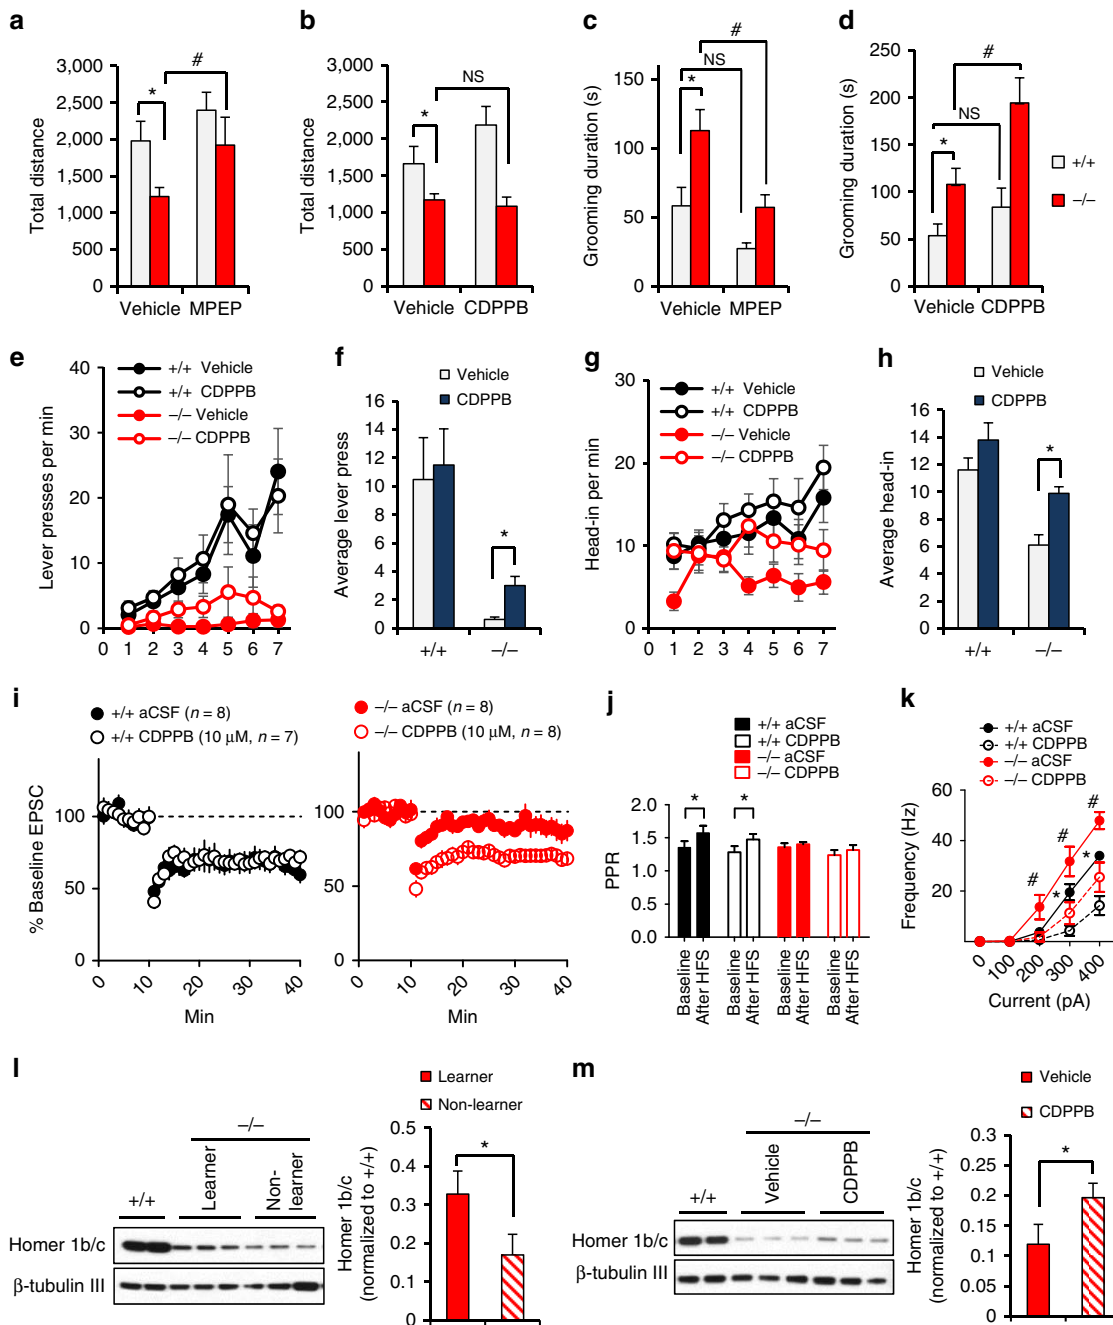 a
Total distance
3,000
2,500
2,000
1,500
1,000
500
0
*
#
Vehicle MPEP
b
Total distance
3,000
2,500
2,000
1,500
1,000
500
0
*
NS
Vehicle CDPPB
c
Grooming duration (s)
150
100
50
0
NS
*
#
Vehicle MPEP
d
Grooming duration (s)
250
200
150
100
50
0
NS
*
#
Vehicle CDPPB
+/+
−/−
e
Lever presses per min
40
30
20
10
0
+/+ Vehicle
+/+ CDPPB
−/− Vehicle
−/− CDPPB
0 1 2 3 4 5 6 7
f
Vehicle
CDPPB
Average lever press
16
14
12
10
8
6
4
2
0
*
+/+ −/−
g
Head-in per min
30
20
10
0
+/+ Vehicle
+/+ CDPPB
−/− Vehicle
−/− CDPPB
0 1 2 3 4 5 6 7
h
Vehicle
CDPPB
Average head-in
16
14
12
10
8
6
4
2
0
*
+/+ −/−
i
+/+ aCSF (n = 8)
+/+ CDPPB (10 µM, n = 7)
% Baseline EPSC
100
50
0
0 10 20 30 40
Min
−/− aCSF (n = 8)
−/− CDPPB (10 µM, n = 8)
100
50
0
0 10 20 30 40
Min
j
+/+ aCSF
+/+ CDPPB
−/− aCSF
−/− CDPPB
PPR
2.0
1.5
1.0
0.5
0.0
* *
Baseline
After HFS
Baseline
After HFS
Baseline
After HFS
Baseline
After HFS
k
+/+ aCSF
+/+ CDPPB
−/− aCSF
−/− CDPPB
Frequency (Hz)
60
40
20
0
#
#
#
*
*
0 100 200 300 400
Current (pA)
l
−/−
+/+
Learner
Non-
learner
Homer 1b/c
β-tubulin III
Learner
Non-learner
Homer 1b/c
(normalized to +/+)
0.5
0.4
0.3
0.2
0.1
0
*
m
−/−
+/+
Vehicle
CDPPB
Homer 1b/c
β-tubulin III
Vehicle
CDPPB
Homer 1b/c
(normalized to +/+)
0.3
0.25
0.2
0.15
0.1
0.05
0
*